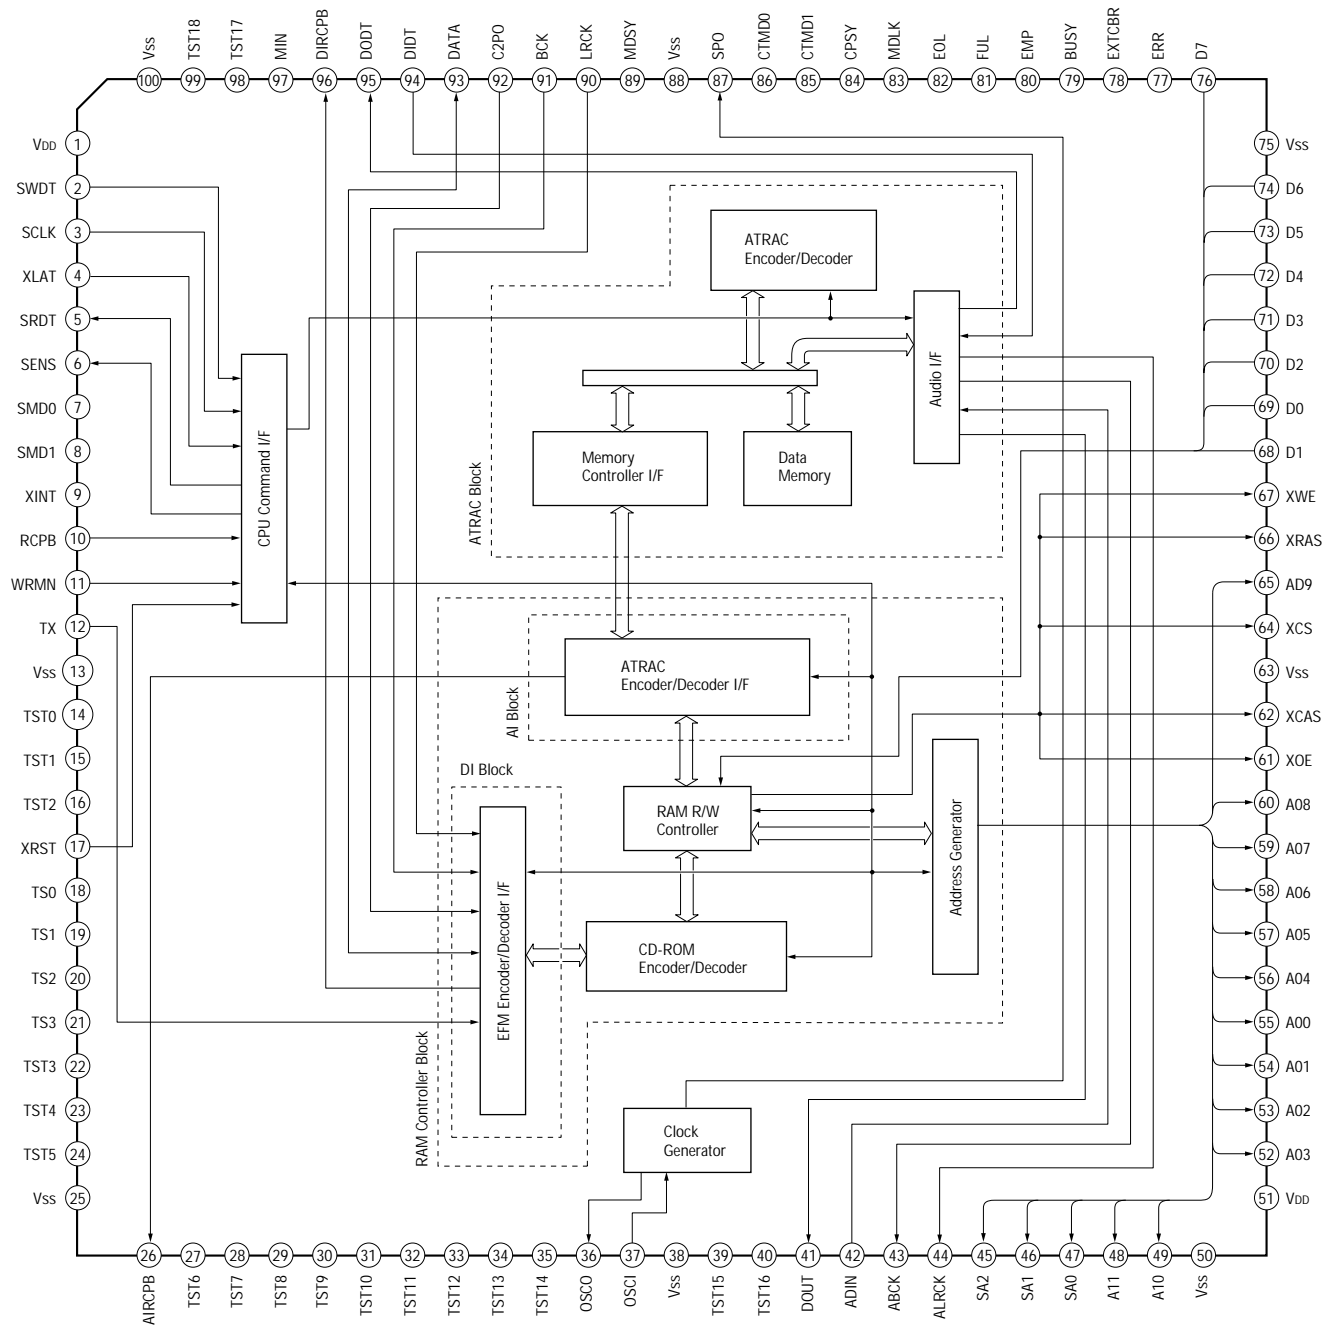 Vss
TST18
TST17
MIN
DIRCPB
DODT
DIDT
DATA
C2PO
BCK
LRCK
MDSY
Vss
SPO
CTMD0
CTMD1
CPSY
MDLK
EOL
FUL
EMP
BUSY
EXTCBR
ERR
D7
100 99 98 97 96 95 94 93 92 91 90 89 88 87 86 85 84 83 82 81 80 79 78 77 76
VDD 1
SWDT 2
SCLK 3
XLAT 4
SRDT 5
SENS 6
SMD0 7
SMD1 8
XINT 9
RCPB 10
WRMN 11
TX 12
Vss 13
TST0 14
TST1 15
TST2 16
XRST 17
TS0 18
TS1 19
TS2 20
TS3 21
TST3 22
TST4 23
TST5 24
Vss 25
CPU Command I/F
ATRAC Block
ATRAC
Encoder/Decoder
Audio I/F
Memory
Controller I/F
Data
Memory
RAM Controller Block
AI Block
ATRAC
Encoder/Decoder I/F
DI Block
EFM Encoder/Decoder I/F
RAM R/W
Controller
Address Generator
CD-ROM
Encoder/Decoder
Clock
Generator
75 Vss
74 D6
73 D5
72 D4
71 D3
70 D2
69 D0
68 D1
67 XWE
66 XRAS
65 AD9
64 XCS
63 Vss
62 XCAS
61 XOE
60 A08
59 A07
58 A06
57 A05
56 A04
55 A00
54 A01
53 A02
52 A03
51 VDD
26 27 28 29 30 31 32 33 34 35 36 37 38 39 40 41 42 43 44 45 46 47 48 49 50
AIRCPB
TST6
TST7
TST8
TST9
TST10
TST11
TST12
TST13
TST14
OSCO
OSCI
Vss
TST15
TST16
DOUT
ADIN
ABCK
ALRCK
SA2
SA1
SA0
A11
A10
Vss